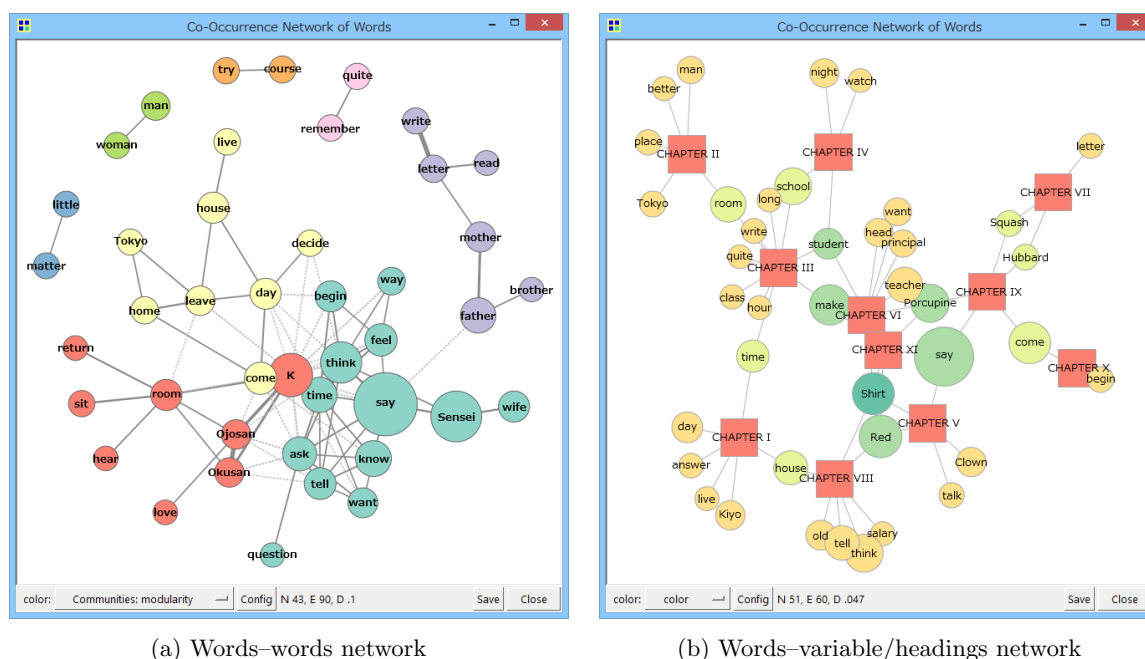 Co-Occurrence Network of Words
try
course
quite
man
remember
write
woman
live
letter
read
little
house
Tokyo
decide
mother
matter
way
brother
home
leave
day
begin
father
return
feel
think
come
K
room
time
say
sit
Sensei
wife
Ojosan
hear
Okusan
ask
know
tell
want
love
question
color:
Communities: modularity
Config
N 43, E 90, D .1
Save
Close
(a) Words–words network
Co-Occurrence Network of Words
man
night
watch
better
place
CHAPTER II
CHAPTER IV
letter
CHAPTER VII
Tokyo
room
long
school
want
Squash
write
student
head
principal
Hubbard
quite
CHAPTER III
class
hour
make
teacher
Porcupine
CHAPTER IX
CHAPTER VI
time
CHAPTER XI
say
come
CHAPTER X
begin
Shirt
day
CHAPTER I
Red
CHAPTER V
answer
house
Clown
live
Kiyo
CHAPTER VIII
talk
old
tell
think
salary
color:
color
Config
N 51, E 60, D .047
Save
Close
(b) Words–variable/headings network